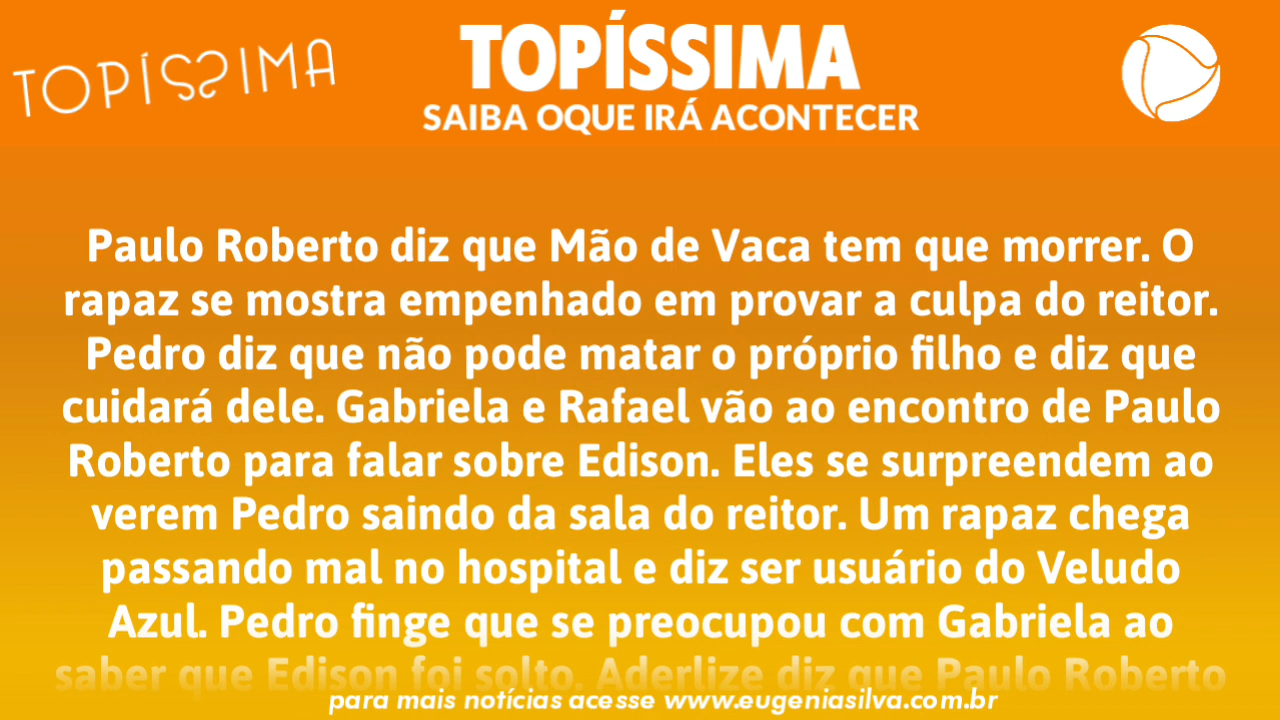 TOPÍSSIMA
TOPÍSSIMA
SAIBA OQUE IRÁ ACONTECER
Paulo Roberto diz que Mão de Vaca tem que morrer. O
rapaz se mostra empenhado em provar a culpa do reitor.
Pedro diz que não pode matar o próprio filho e diz que
cuidará dele. Gabriela e Rafael vão ao encontro de Paulo
Roberto para falar sobre Edison. Eles se surpreendem ao
verem Pedro saindo da sala do reitor. Um rapaz chega
passando mal no hospital e diz ser usuário do Veludo
Azul. Pedro finge que se preocupou com Gabriela ao
saber que Edison foi solto. Aderlize diz que Paulo Roberto
para mais notícias acesse www.eugeniasilva.com.br